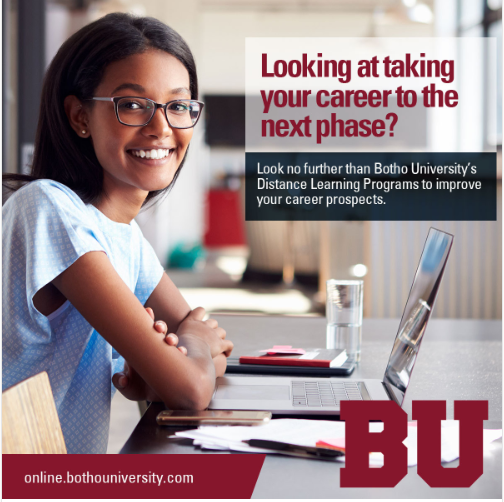 Looking at taking
your career to the
next phase?
Look no further than Botho University's
Distance Learning Programs to improve
your career prospects.
BU
online.bothouniversity.com